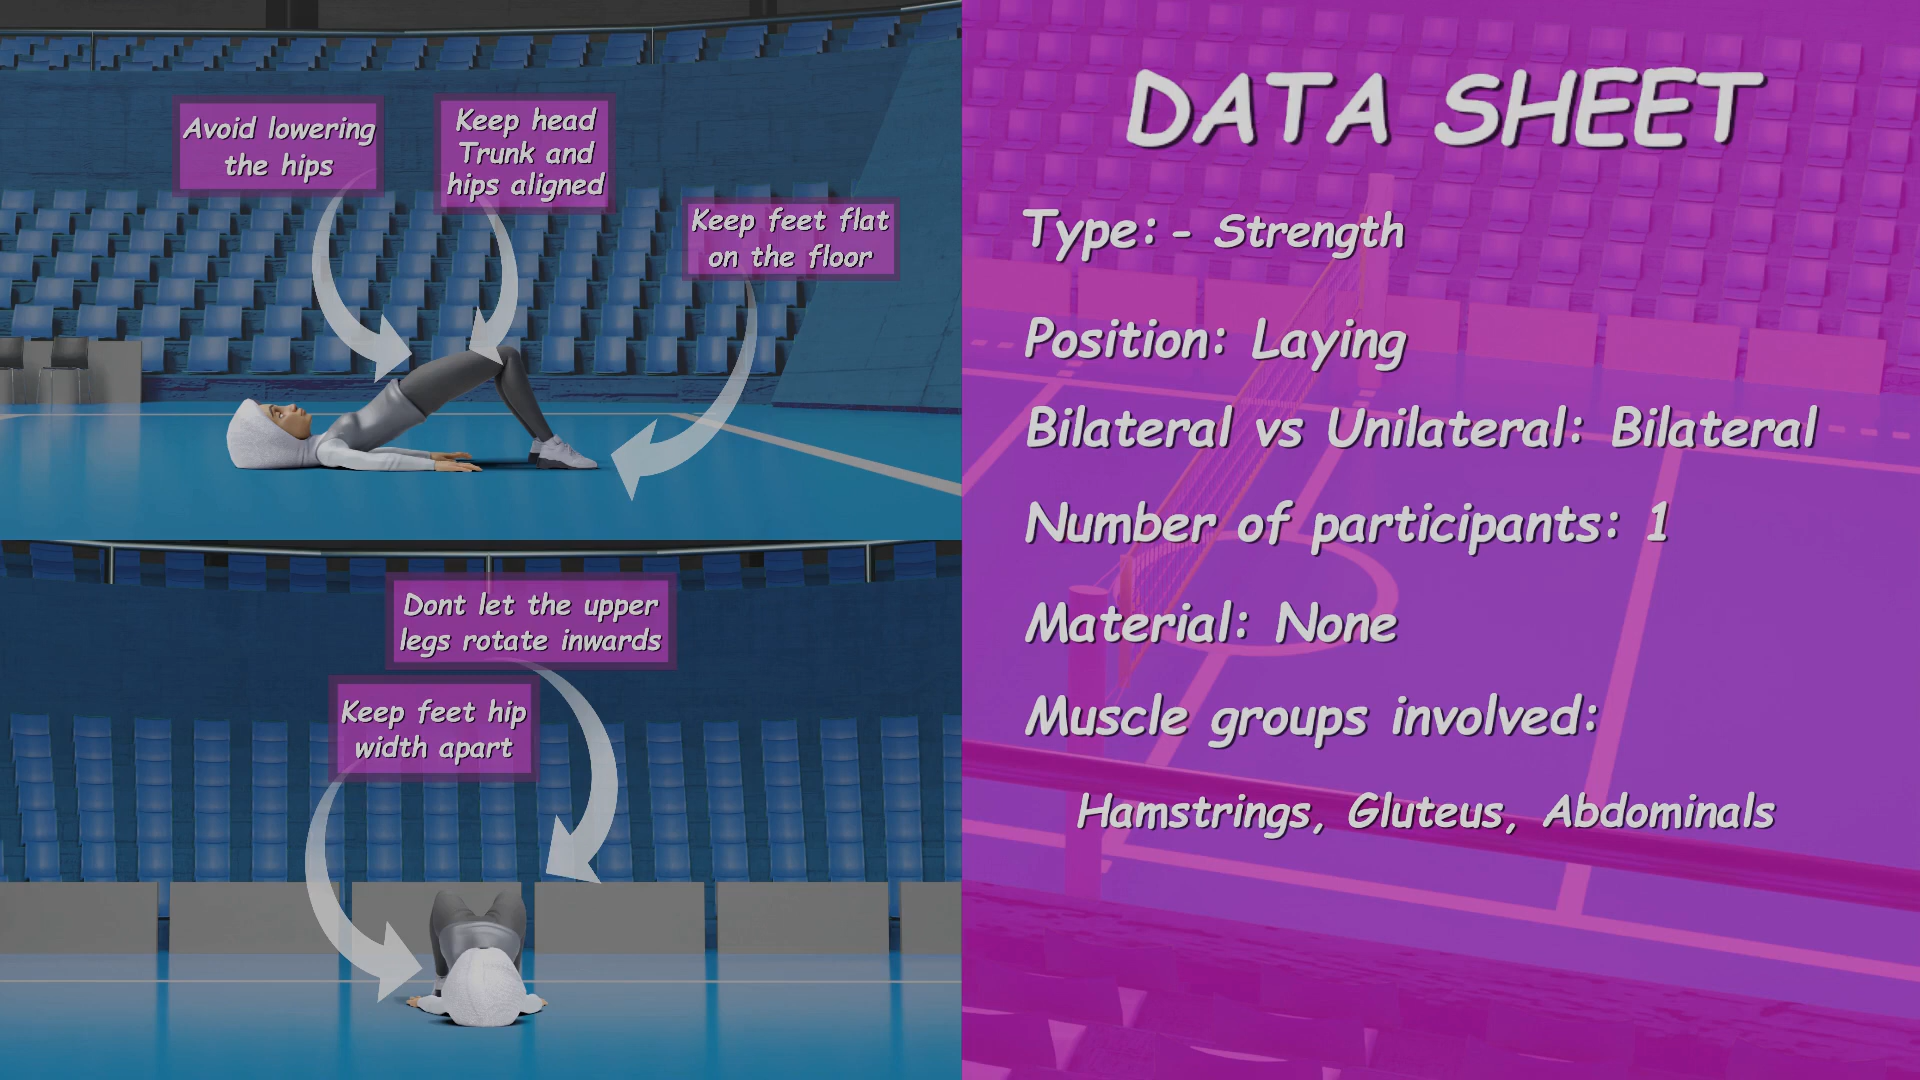 Avoid lowering
the hips
Keep head
Trunk and
hips aligned
Keep feet flat
on the floor
Dont let the upper
legs rotate inwards
Keep feet hip
width apart
DATA SHEET
Type: - Strength
Position: Laying
Bilateral vs Unilateral: Bilateral
Number of participants: 1
Material: None
Muscle groups involved:
Hamstrings, Gluteus, Abdominals